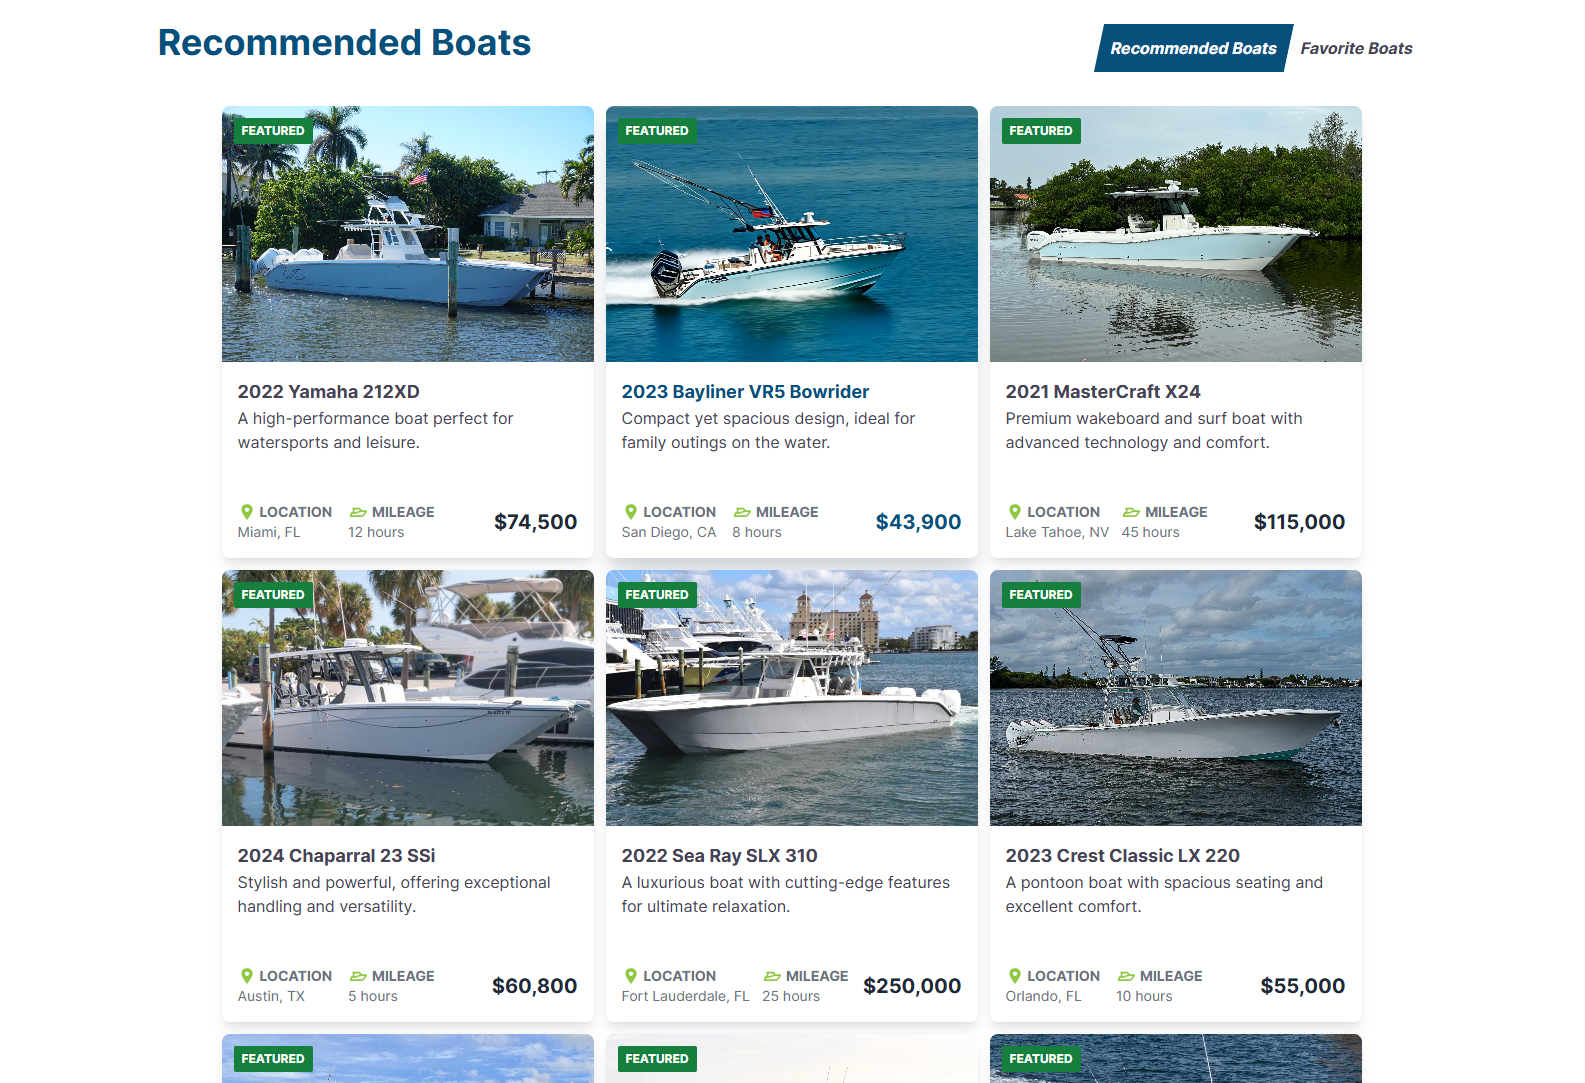 Recommended Boats
Recommended Boats
Favorite Boats
FEATURED
FEATURED
FEATURED
2022 Yamaha 212XD
A high-performance boat perfect for
watersports and leisure.
LOCATION
Miami, FL
MILEAGE
12 hours
$74,500
2023 Bayliner VR5 Bowrider
Compact yet spacious design, ideal for
family outings on the water.
LOCATION
San Diego, CA
MILEAGE
8 hours
$43,900
2021 MasterCraft X24
Premium wakeboard and surf boat with
advanced technology and comfort.
LOCATION
Lake Tahoe, NV
MILEAGE
45 hours
$115,000
FEATURED
FEATURED
FEATURED
2024 Chaparral 23 SSi
Stylish and powerful, offering exceptional
handling and versatility.
LOCATION
Austin, TX
MILEAGE
5 hours
$60,800
2022 Sea Ray SLX 310
A luxurious boat with cutting-edge features
for ultimate relaxation.
LOCATION
Fort Lauderdale, FL
MILEAGE
25 hours
$250,000
2023 Crest Classic LX 220
A pontoon boat with spacious seating and
excellent comfort.
LOCATION
Orlando, FL
MILEAGE
10 hours
$55,000
FEATURED
FEATURED
FEATURED